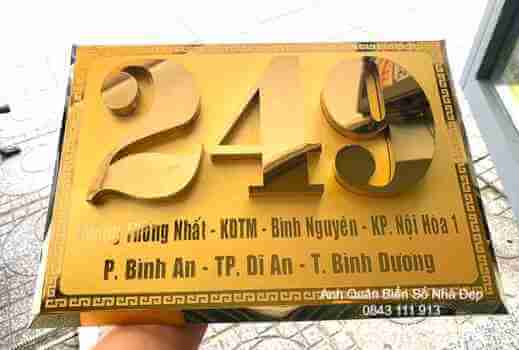 249
Đường Thống Nhất - KDTM - Bình Nguyên - KP. Nội Hóa 1
P. Bình An - TP. Dĩ An - T. Bình Dương
Anh Quân Biển Số Nhà Đẹp
0843 111 913